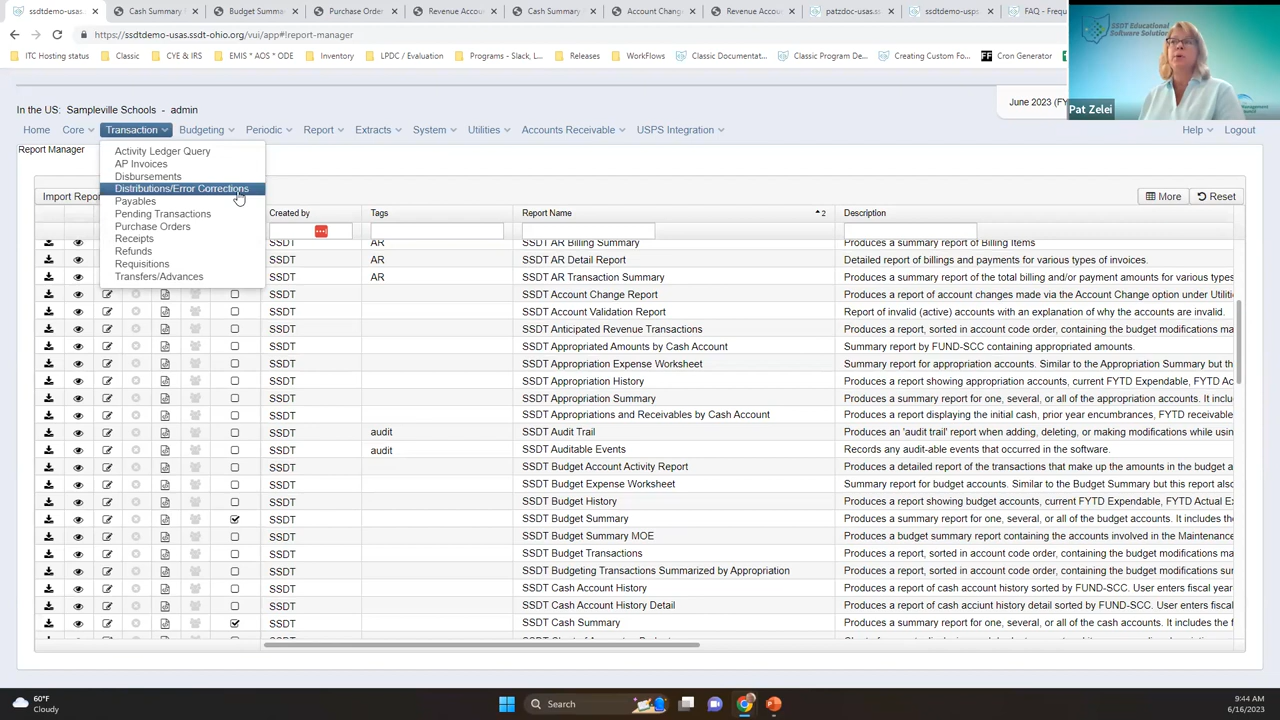 ssdtdemo-usas.s
Cash Summary F
Budget Summa
Purchase Order
Revenue Accou
Cash Summary -
Account Chang
Revenue Accou
patzdoc-usas.ss
ssdtdemo-usps
FAQ - Frequ
https://ssdtdemo-usas.ssdt-ohio.org/vui/app#!report-manager
ITC Hosting status
Classic
CYE & IRS
EMIS * AOS * ODE
Inventory
LPDC / Evaluation
Programs - Slack, L...
Releases
WorkFlows
Classic Documentat...
Classic Program De...
Creating Custom Fo...
Cron Generator
SSDT Educational
Software Solution
Pat Zelei
In the US: Sampleville Schools - admin
June 2023 (FY
Home
Core
Transaction
Budgeting
Periodic
Report
Extracts
System
Utilities
Accounts Receivable
USPS Integration
Help
Logout
Report Manager
Activity Ledger Query
AP Invoices
Disbursements
Distributions/Error Corrections
Payables
Pending Transactions
Purchase Orders
Receipts
Refunds
Requisitions
Transfers/Advances
Import Repor
More
Reset
Created by Tags Report Name 2 Description
SSDT AR SSDT AR Billing Summary Produces a summary report of Billing Items
SSDT AR SSDT AR Detail Report Detailed report of billings and payments for various types of invoices.
SSDT AR SSDT AR Transaction Summary Produces a summary report of the total billing and/or payment amounts for various types
SSDT SSDT Account Change Report Produces a report of account changes made via the Account Change option under Utiliti
SSDT SSDT Account Validation Report Report of invalid (active) accounts with an explanation of why the accounts are invalid.
SSDT SSDT Anticipated Revenue Transactions Produces a report, sorted in account code order, containing the budget modifications ma
SSDT SSDT Appropriated Amounts by Cash Account Summary report by FUND-SCC containing appropriated amounts.
SSDT SSDT Appropriation Expense Worksheet Summary report for appropriation accounts. Similar to the Appropriation Summary but th
SSDT SSDT Appropriation History Produces a report showing appropriation accounts, current FYTD Expendable, FYTD Ac
SSDT SSDT Appropriation Summary Produces a summary report for one, several, or all of the appropriation accounts. It inclu
SSDT SSDT Appropriations and Receivables by Cash Account Produces a report displaying the initial cash, prior year encumbrances, FYTD receivable
SSDT audit SSDT Audit Trail Produces an 'audit trail' report when adding, deleting, or making modifications while usin
SSDT audit SSDT Auditable Events Records any audit-able events that occurred in the software.
SSDT SSDT Budget Account Activity Report Produces a detailed report of the transactions that make up the amounts in the budget a
SSDT SSDT Budget Expense Worksheet Summary report for budget accounts. Similar to the Budget Summary but this report also
SSDT SSDT Budget History Produces a report showing budget accounts, current FYTD Expendable, FYTD Actual Ex
SSDT SSDT Budget Summary Produces a summary report for one, several, or all of the budget accounts. It includes the
SSDT SSDT Budget Summary MOE Produces a budget summary report containing the accounts involved in the Maintenance
SSDT SSDT Budget Transactions Produces a report, sorted in account code order, containing the budget modifications ma
SSDT SSDT Budgeting Transactions Summarized by Appropriation Produces a report, sorted in account code order, containing the budget modifications sur
SSDT SSDT Cash Account History Produces a report of cash account history sorted by FUND-SCC. User enters fiscal year
SSDT SSDT Cash Account History Detail Produces a report of cash acciunt history detail sorted by FUND-SCC. User enters fiscal
SSDT SSDT Cash Summary Produces a summary report for one, several, or all of the cash accounts. It includes the f
60°F
Cloudy
Search
9:44 AM
6/16/2023